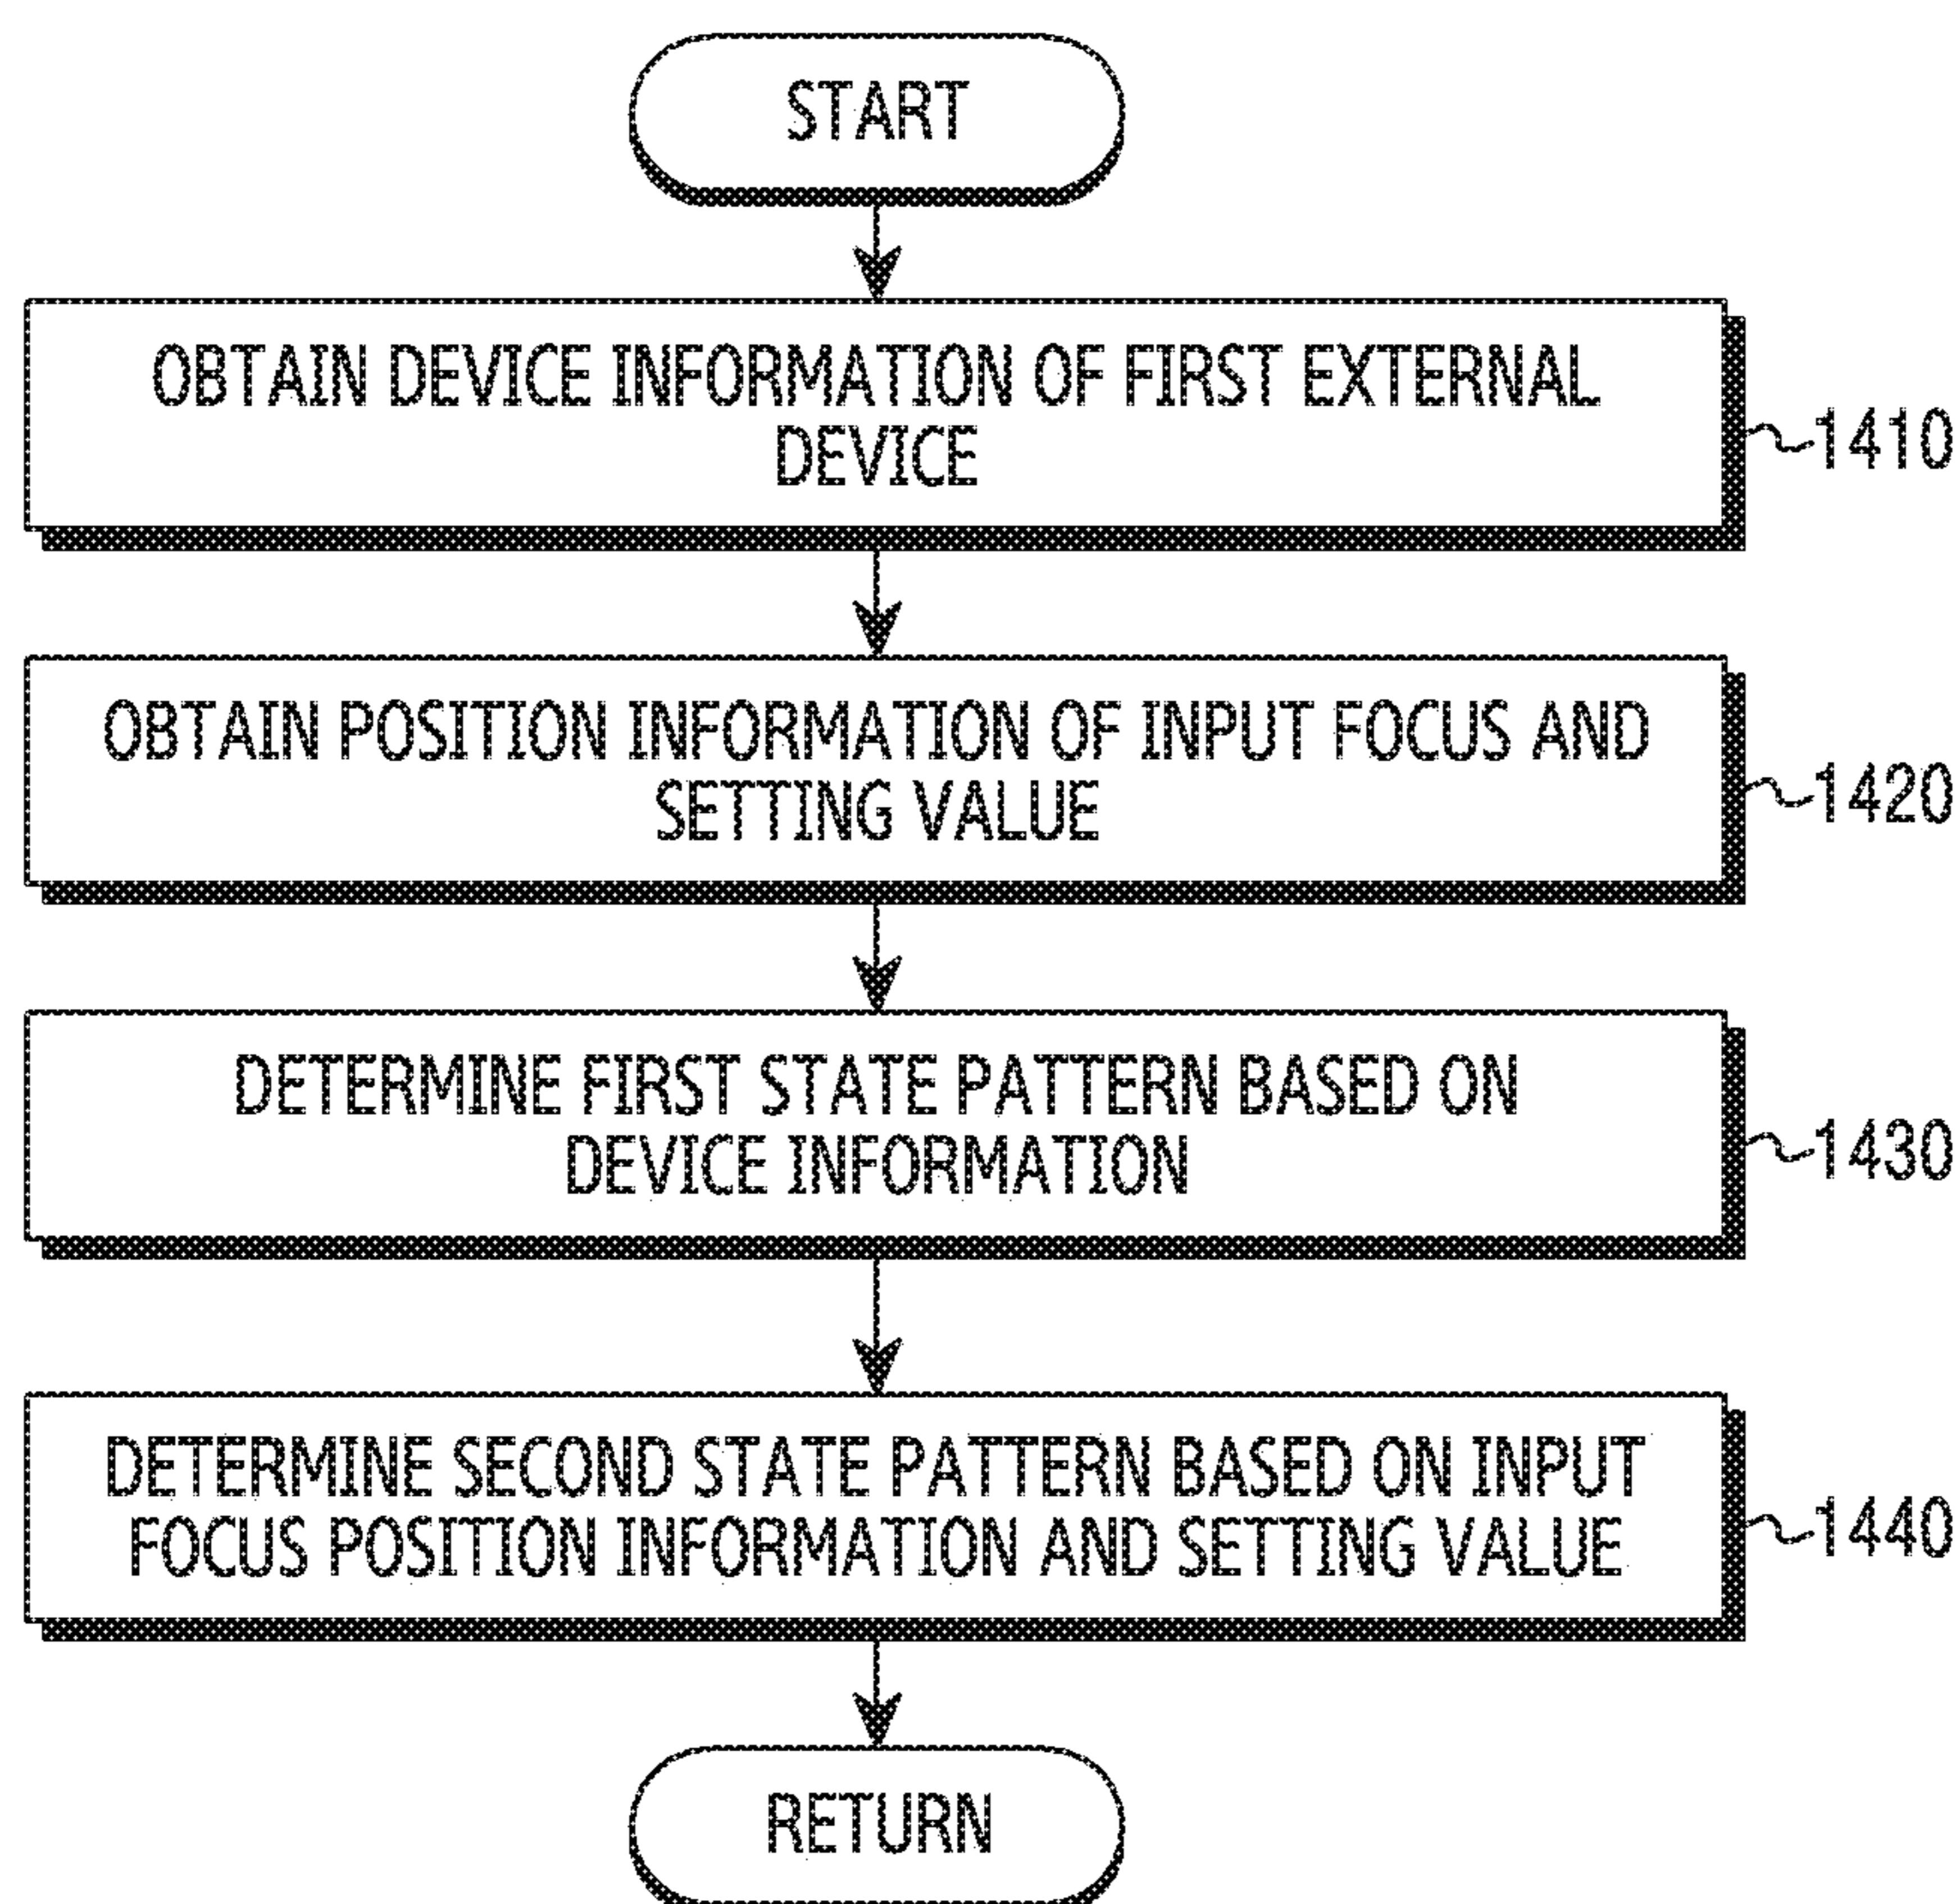 START
OBTAIN DEVICE INFORMATION OF FIRST EXTERNAL
DEVICE
1410
OBTAIN POSITION INFORMATION OF INPUT FOCUS AND
SETTING VALUE
1420
DETERMINE FIRST STATE PATTERN BASED ON
DEVICE INFORMATION
1430
DETERMINE SECOND STATE PATTERN BASED ON INPUT
FOCUS POSITION INFORMATION AND SETTING VALUE
1440
RETURN